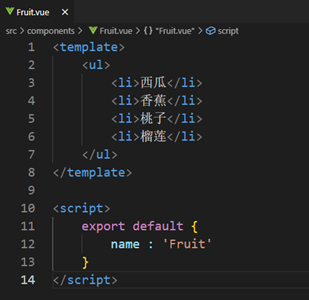 Fruit.vue ×
src > components > Fruit.vue > {} "Fruit.vue" > script
1 <template>
2 <ul>
3 <li>西瓜</li>
4 <li>香蕉</li>
5 <li>桃子</li>
6 <li>榴莲</li>
7 </ul>
8 </template>
9
10 <script>
11 export default {
12 name : 'Fruit'
13 }
14 </script>